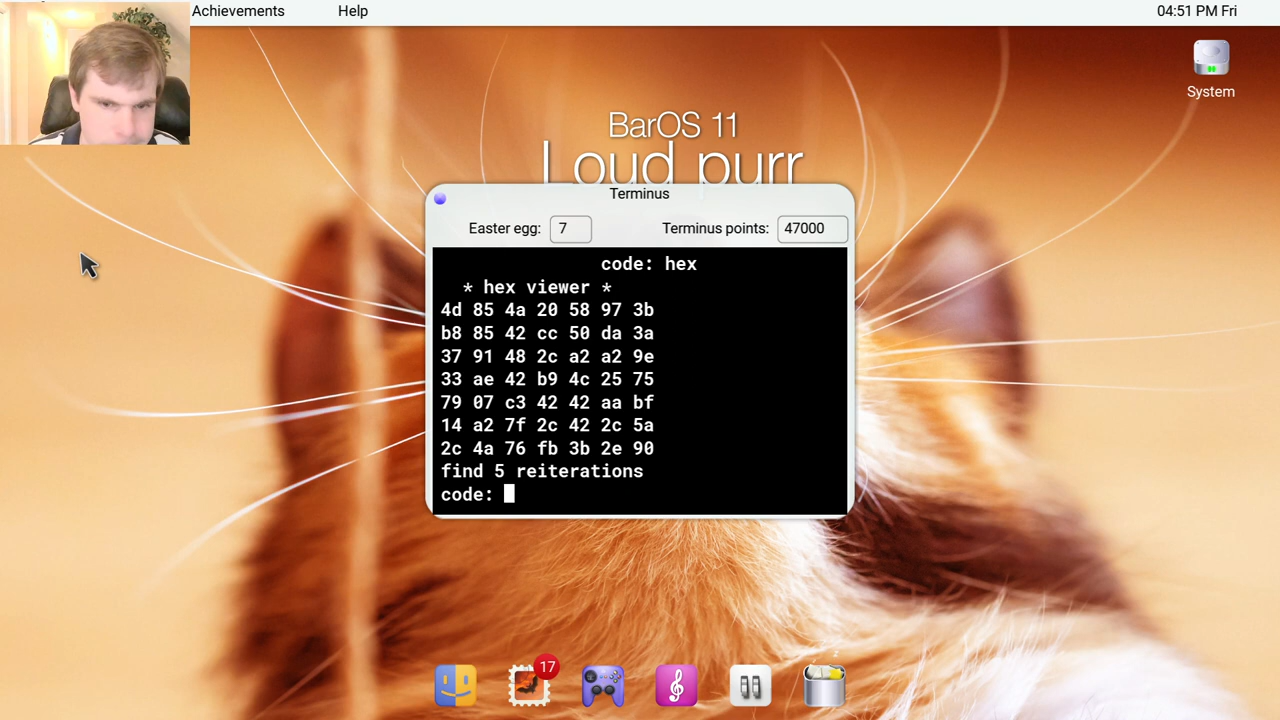 Achievements Help 04:51 PM Fri
System
BarOS 11
Loud purr
Terminus
Easter egg: 7 Terminus points: 47000
code: hex
* hex viewer *
4d 85 4a 20 58 97 3b
b8 85 42 cc 50 da 3a
37 91 48 2c a2 a2 9e
33 ae 42 b9 4c 25 75
79 07 c3 42 42 aa bf
14 a2 7f 2c 42 2c 5a
2c 4a 76 fb 3b 2e 90
find 5 reiterations
code:
17